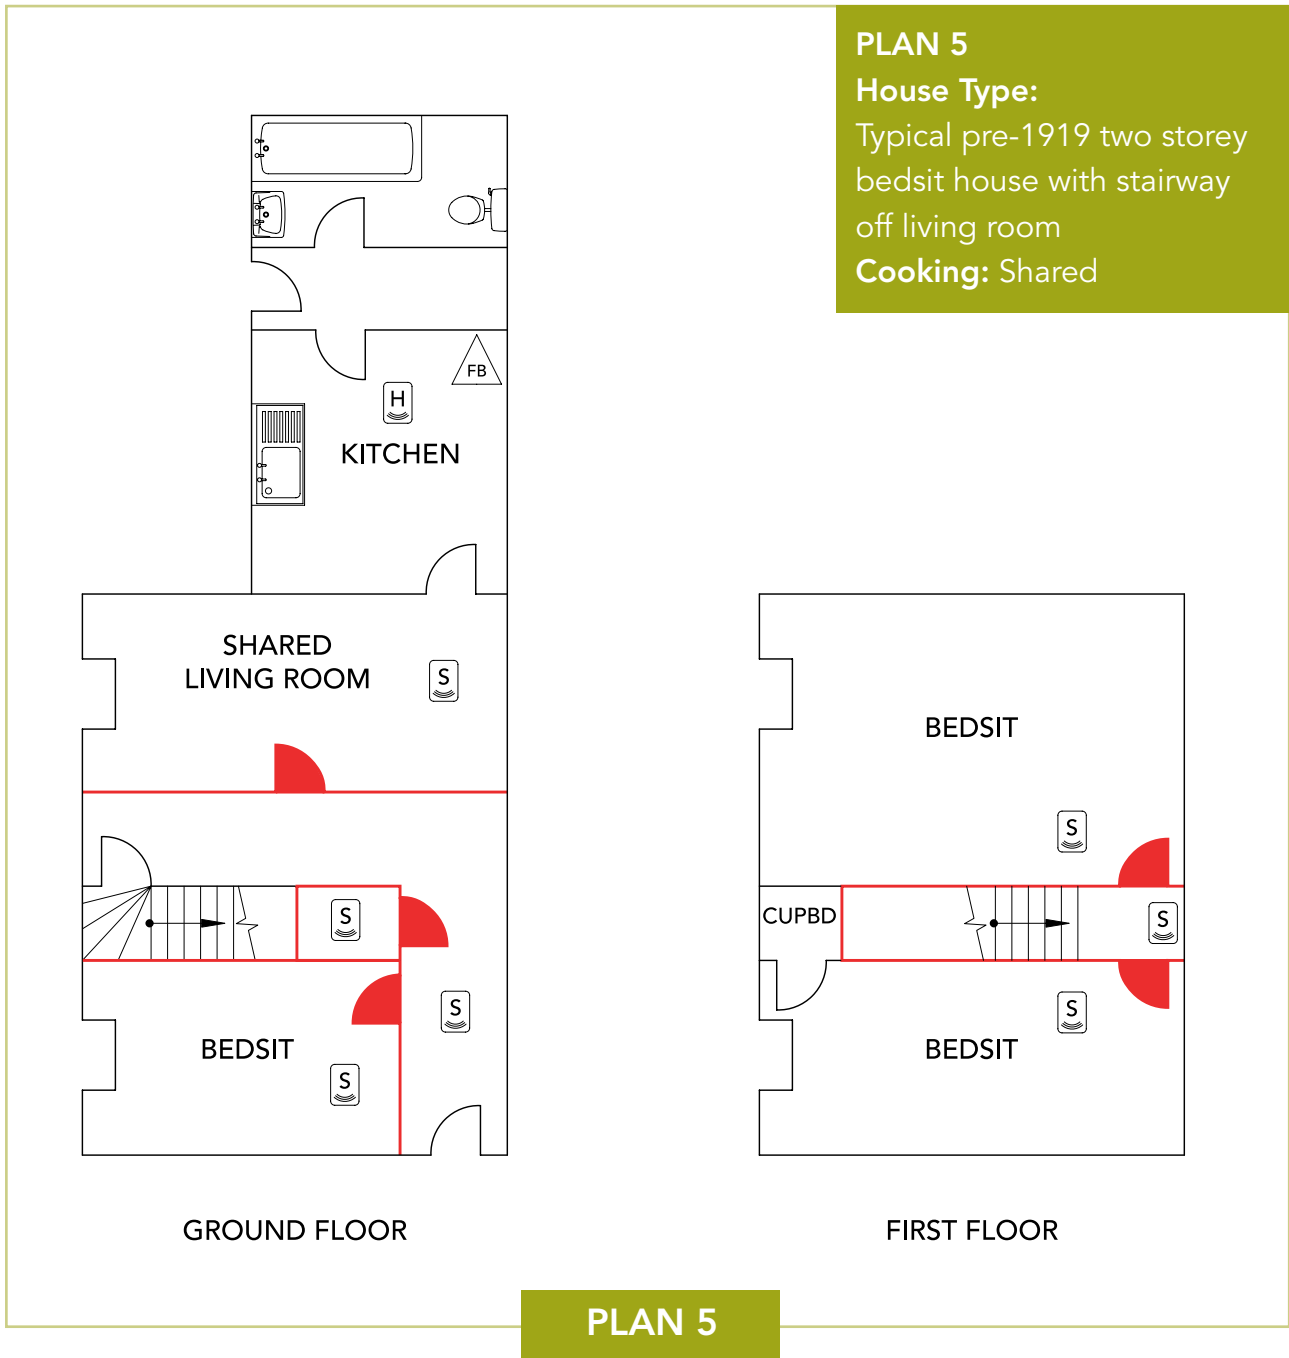 PLAN 5
House Type:
Typical pre-1919 two storey
bedsit house with stairway
off living room
Cooking: Shared
FB
H
KITCHEN
SHARED
LIVING ROOM
S
S
S
BEDSIT
S
GROUND FLOOR
BEDSIT
S
CUPBD
S
S
BEDSIT
FIRST FLOOR
PLAN 5